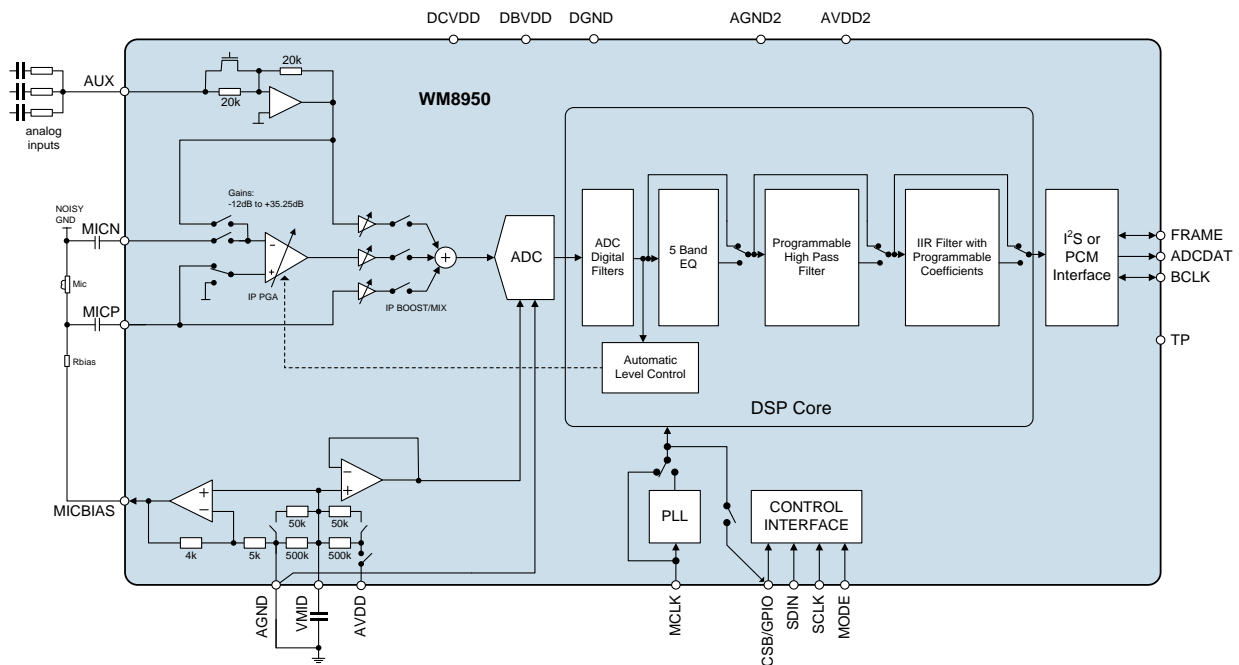 DCVDD
DBVDD
DGND
AGND2
AVDD2
AUX
20k
20k
WM8950
analog
inputs
Gains:
-12dB to +35.25dB
NOISY
GND
MICN
Mic
MICP
Rbias
−
+
IP PGA
IP BOOST/MIX
+
ADC
ADC
Digital
Filters
5 Band
EQ
Programmable
High Pass
Filter
IIR Filter with
Programmable
Coefficients
I²S or
PCM
Interface
FRAME
ADCDAT
BCLK
TP
Automatic
Level Control
DSP Core
−
+
+
−
MICBIAS
50k
50k
4k
5k
500k
500k
PLL
CONTROL
INTERFACE
AGND
VMID
AVDD
MCLK
CSB/GPIO
SDIN
SCLK
MODE